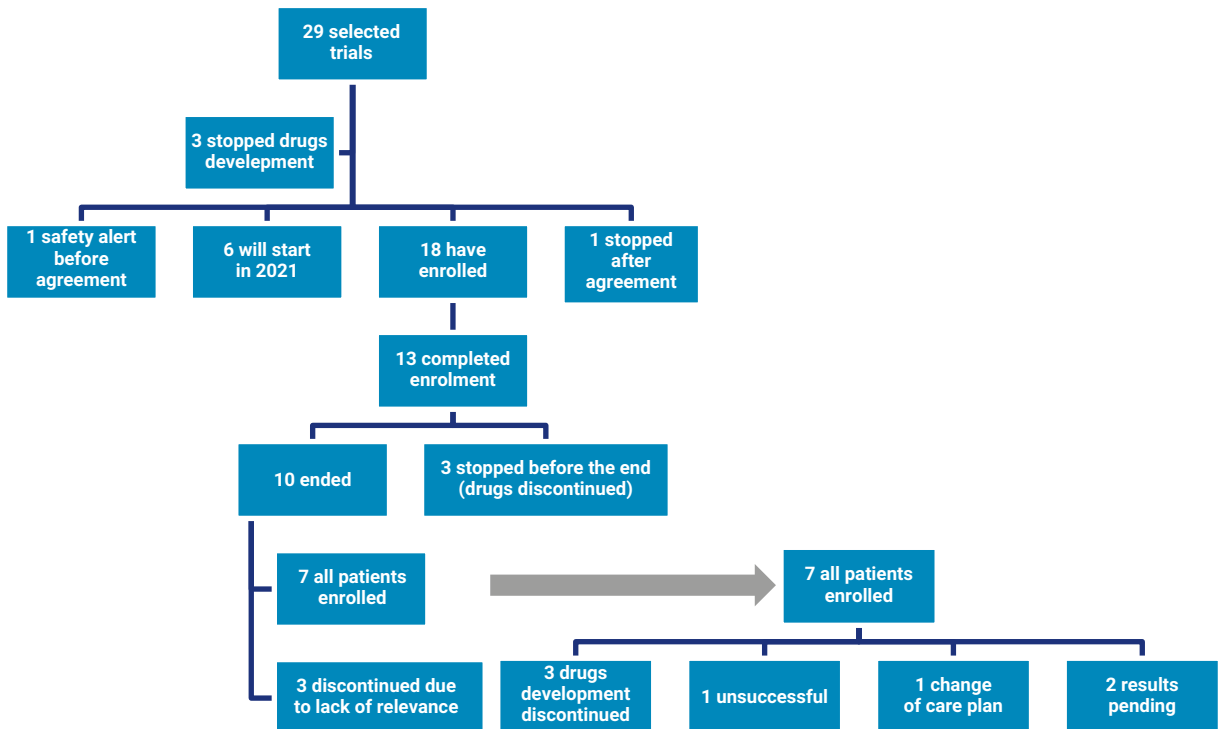 29 selected
trials
3 stopped drugs
develepment
1 safety alert
before
agreement
6 will start
in 2021
18 have
enrolled
1 stopped
after
agreement
13 completed
enrolment
10 ended
3 stopped before the end
(drugs discontinued)
7 all patients
enrolled
7 all patients
enrolled
3 discontinued due
to lack of relevance
3 drugs
development
discontinued
1 unsuccessful
1 change
of care plan
2 results
pending